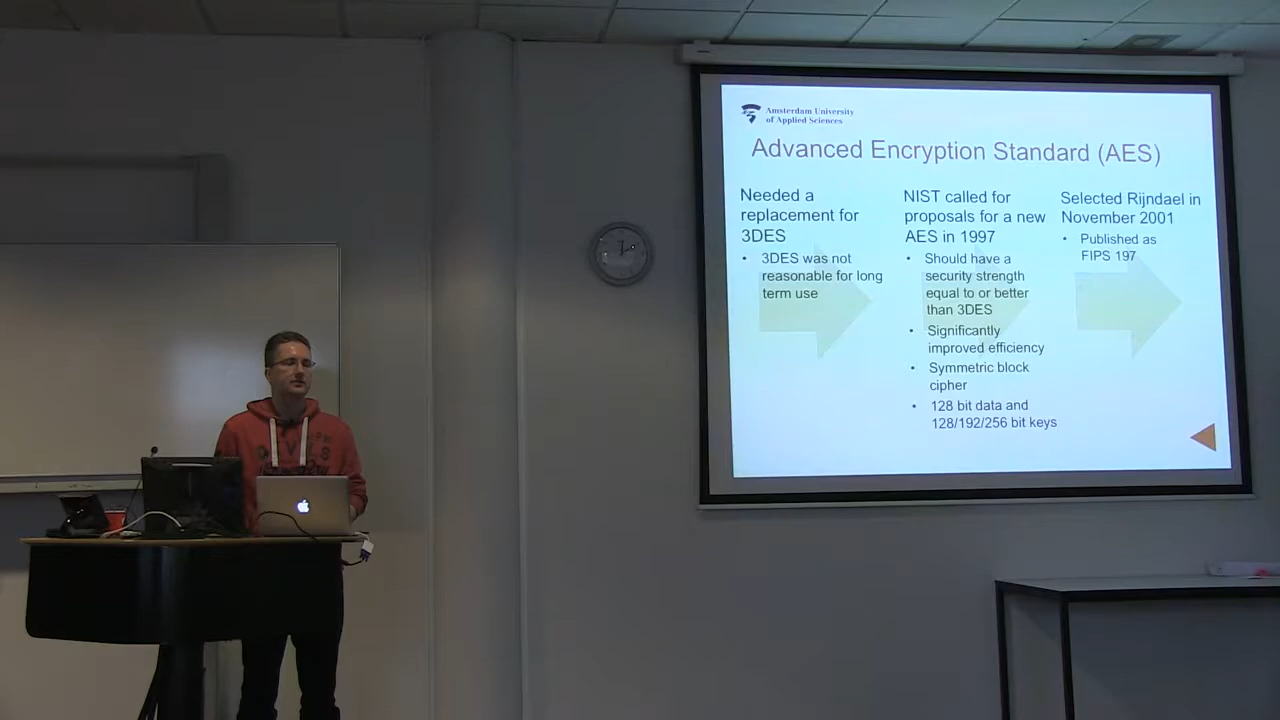 Amsterdam University
of Applied Sciences
Advanced Encryption Standard (AES)
Needed a
replacement for
3DES
• 3DES was not
reasonable for long
term use
NIST called for
proposals for a new
AES in 1997
• Should have a
security strength
equal to or better
than 3DES
• Significantly
improved efficiency
• Symmetric block
cipher
• 128 bit data and
128/192/256 bit keys
Selected Rijndael in
November 2001
• Published as
FIPS 197